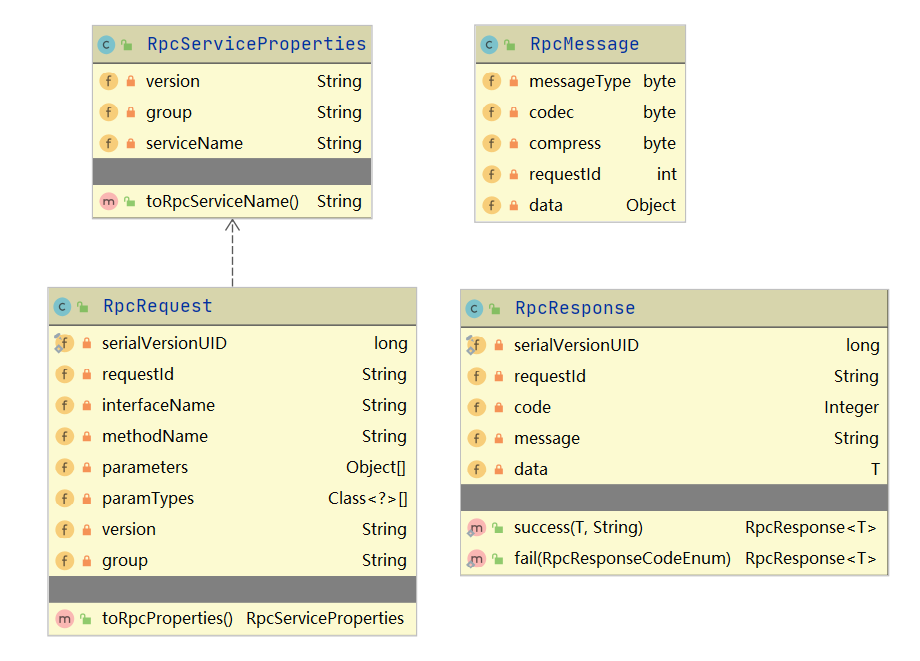 RpcServiceProperties
version String
group String
serviceName String
toRpcServiceName() String
RpcMessage
messageType byte
codec byte
compress byte
requestId int
data Object
RpcRequest
serialVersionUID long
requestId String
interfaceName String
methodName String
parameters Object[]
paramTypes Class<?>[]
version String
group String
toRpcProperties() RpcServiceProperties
RpcResponse
serialVersionUID long
requestId String
code Integer
message String
data T
success(T, String) RpcResponse<T>
fail(RpcResponseCodeEnum) RpcResponse<T>